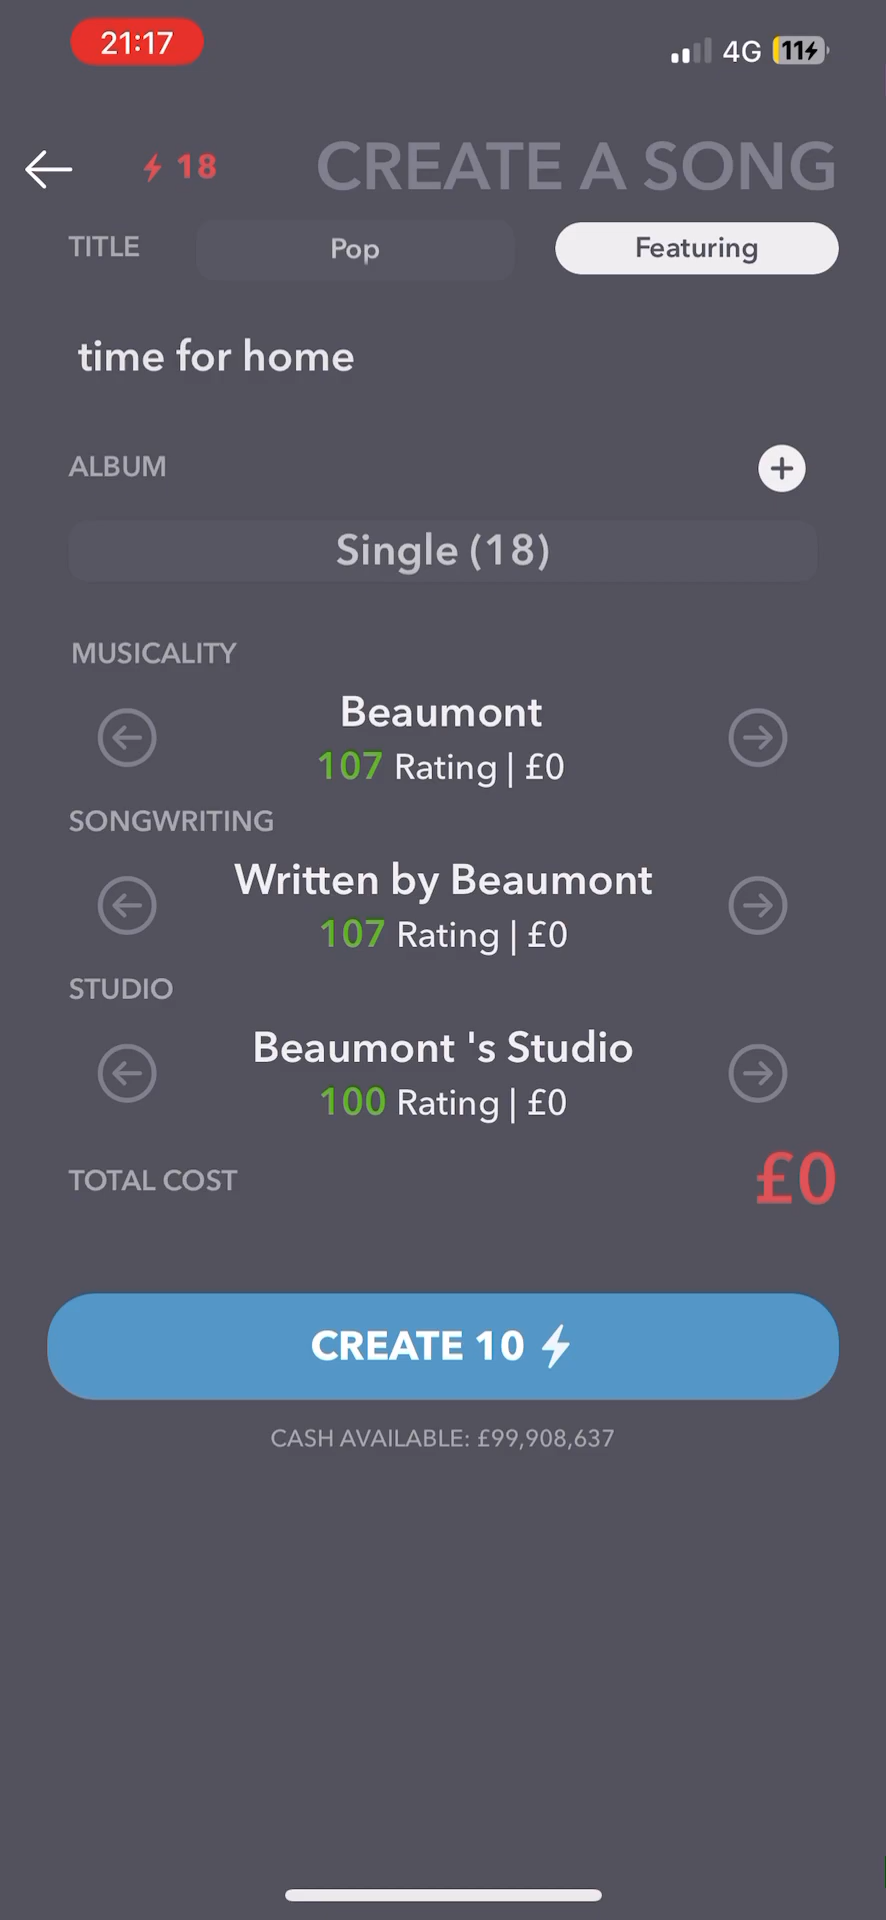 21:17
4G 11
18 CREATE A SONG
TITLE Pop Featuring
time for home
ALBUM
Single (18)
MUSICALITY
Beaumont
107 Rating | £0
SONGWRITING
Written by Beaumont
107 Rating | £0
STUDIO
Beaumont 's Studio
100 Rating | £0
TOTAL COST £0
CREATE 10
CASH AVAILABLE: £99,908,637